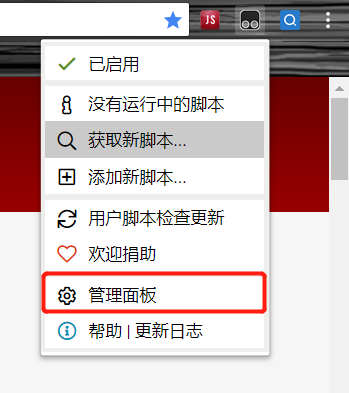 JS
已启用
没有运行中的脚本
获取新脚本...
添加新脚本...
用户脚本检查更新
欢迎捐助
管理面板
帮助 | 更新日志